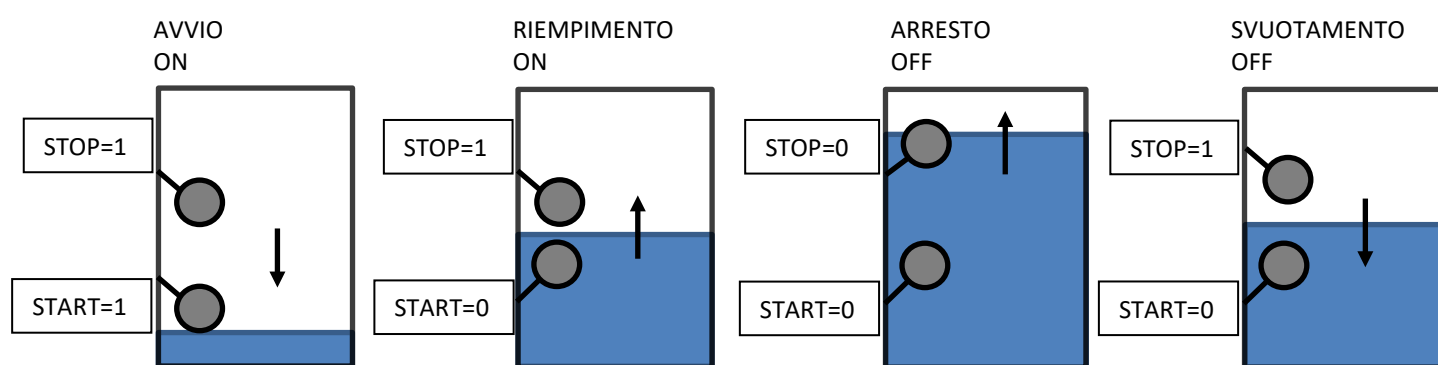 AVVIO
ON
RIEMPIMENTO
ON
ARRESTO
OFF
SVUOTAMENTO
OFF
STOP=1
STOP=1
STOP=0
STOP=1
START=1
START=0
START=0
START=0